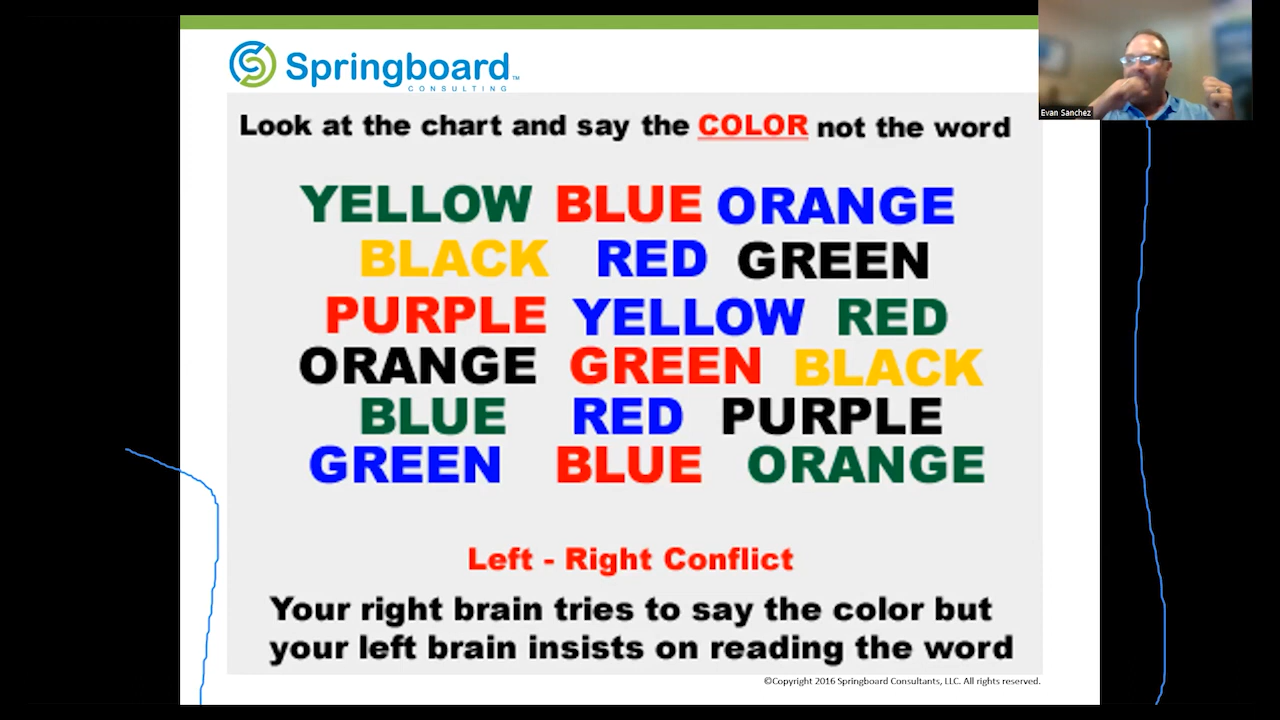 Springboard™
CONSULTING
Evan Sanchez
Look at the chart and say the COLOR not the word
YELLOW BLUE ORANGE
BLACK RED GREEN
PURPLE YELLOW RED
ORANGE GREEN BLACK
BLUE RED PURPLE
GREEN BLUE ORANGE
Left - Right Conflict
Your right brain tries to say the color but
your left brain insists on reading the word
©Copyright 2016 Springboard Consultants, LLC. All rights reserved.